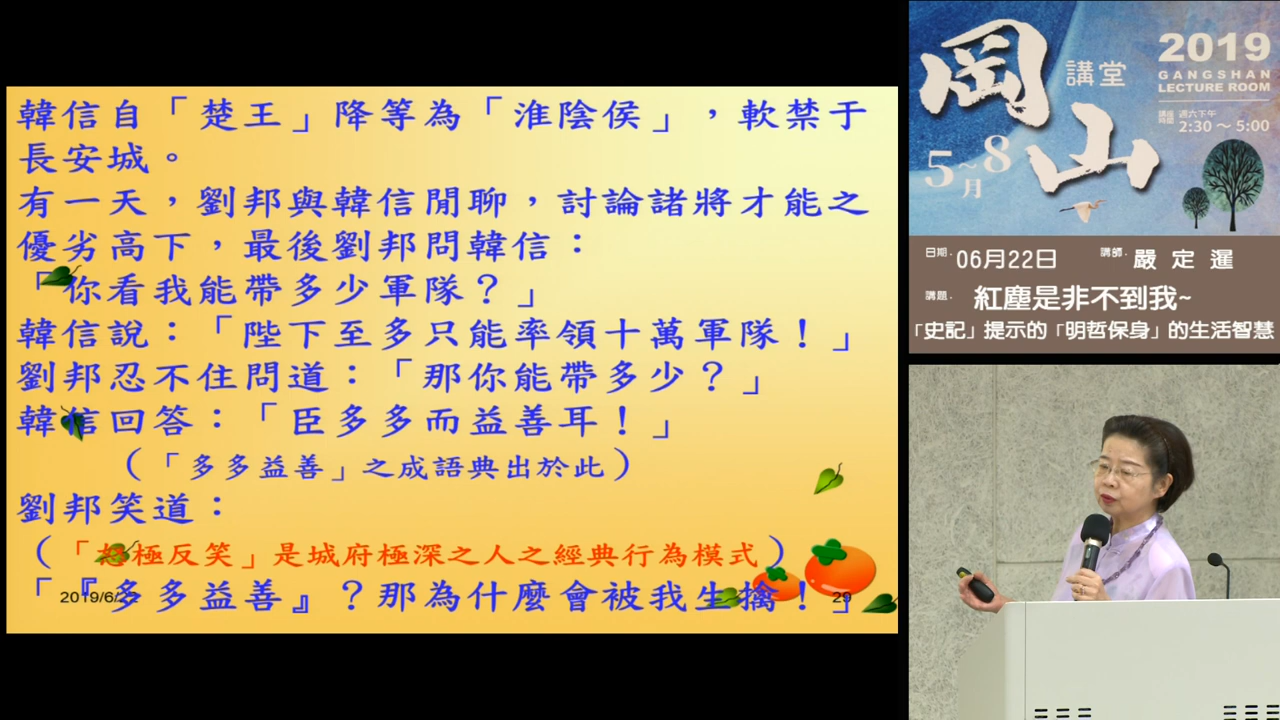 韓信自「楚王」降等為「淮陰侯」，軟禁于
長安城。
有一天，劉邦與韓信閒聊，討論諸將才能之
優劣高下，最後劉邦問韓信：
「你看我能帶多少軍隊？」
韓信說：「陛下至多只能率領十萬軍隊！」
劉邦忍不住問道：「那你能帶多少？」
韓信回答：「臣多多而益善耳！」
（「多多益善」之成語典出於此）
劉邦笑道：
（「怒極反笑」是城府極深之人之經典行為模式）
「『多多益善』？那為什麼會被我生擒！」
2019/6/22
29
岡山
講堂
2019
GANGSHAN
LECTURE ROOM
講座時間
週六下午
2:30～5:00
5~8月
日期.
06月22日
講師.
嚴定暹
講題.
紅塵是非不到我~
「史記」提示的「明哲保身」的生活智慧